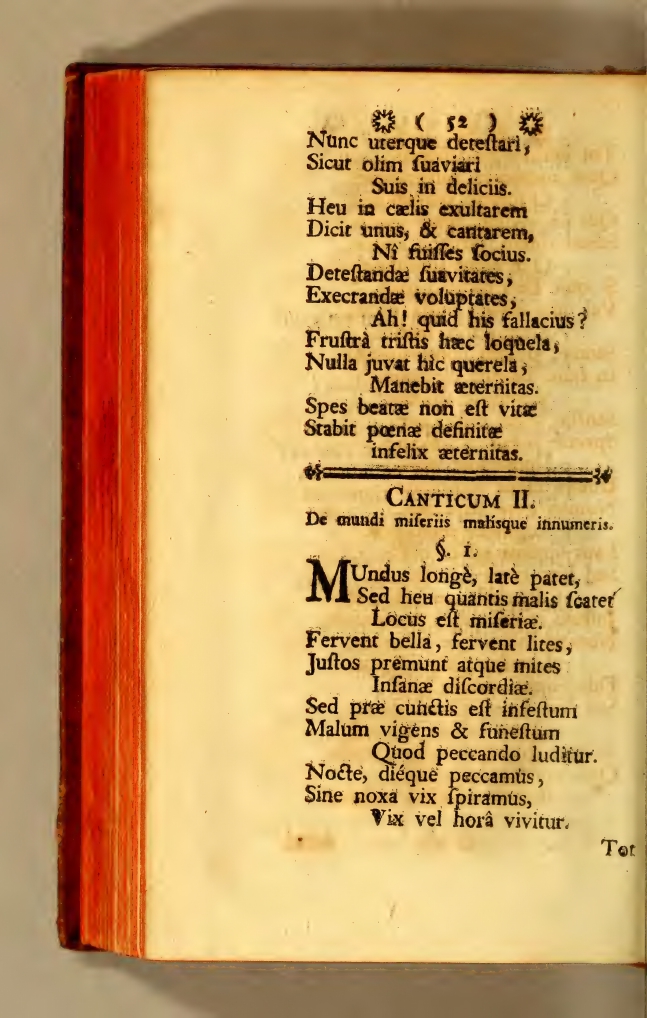 ( 52 )
Nunc uterque deteſtari,
Sicut olim ſuaviari
Suis in deliciis.
Heu in cælis exultarem
Dicit unus, & cantarem,
Nî fuiſſes ſocius.
Deteſtandæ ſuavitates,
Execrandæ voluptates,
Ah! quid his fallacius?
Fruſtrà triſtis hæc loquela,
Nulla juvat hìc querela,
Manebit æternitas.
Spes beatæ non eſt vitæ
Stabit pœnæ definitæ
infelix æternitas.
CANTICUM II.
De mundi miſeriis maliſque innumeris.
§. 1.
MUndus longè, latè patet,
Sed heu quantis malis ſcatet
Locus eſt miſeriæ.
Fervent bella, fervent lites,
Juſtos premunt atque mites
Inſanæ diſcordiæ.
Sed præ cunctis eſt infeſtum
Malum vigens & funeſtum
Quod peccando luditur.
Nocte, diéque peccamus,
Sine noxa vix ſpiramus,
Vix vel horâ vivitur.
Tot